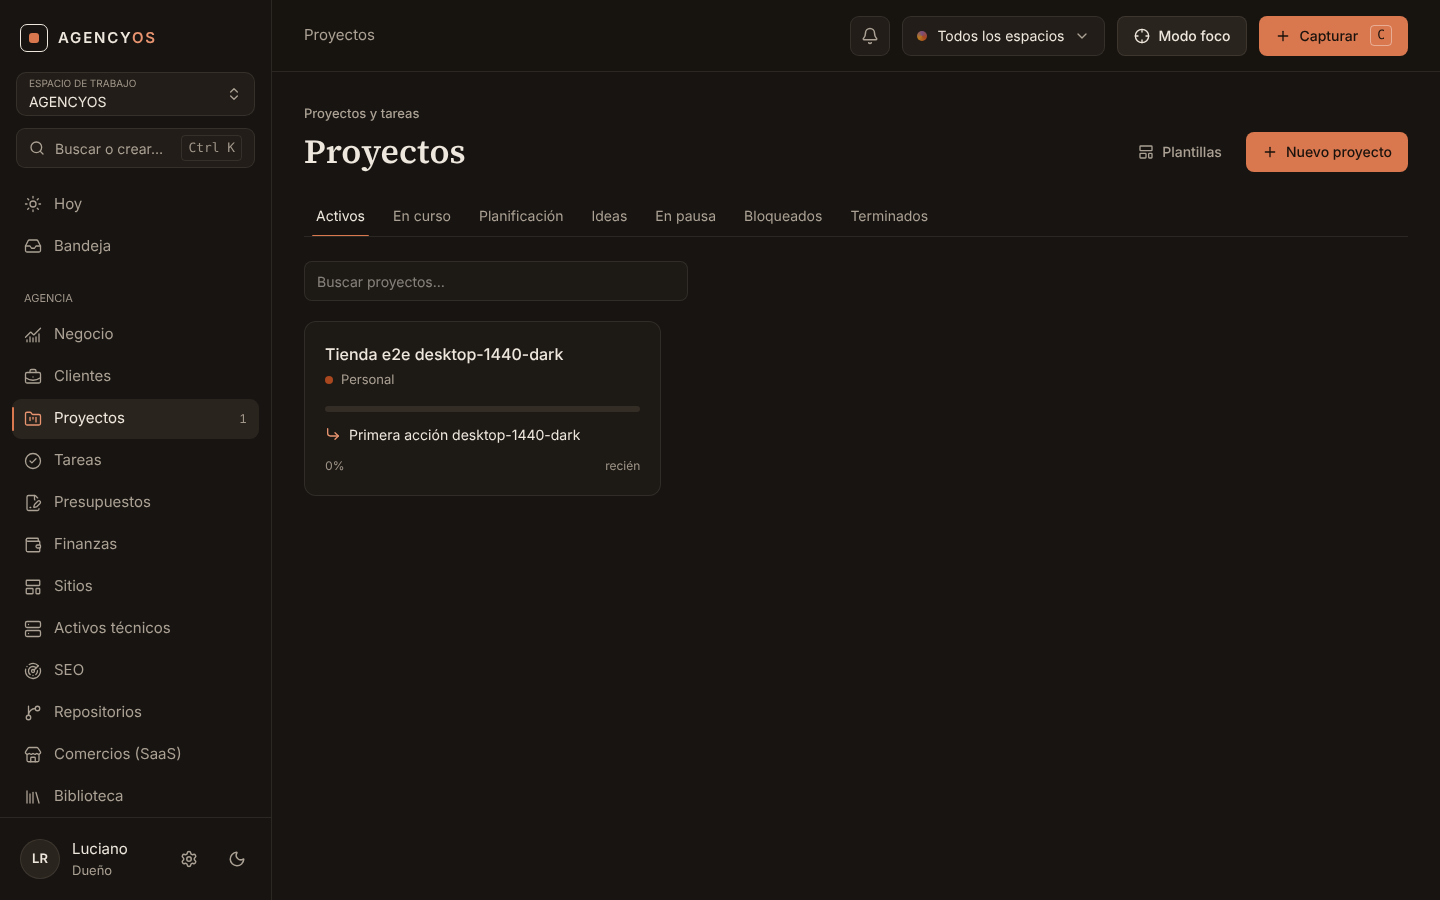 AGENCYOS
ESPACIO DE TRABAJO
AGENCYOS
Buscar o crear... Ctrl K
Hoy
Bandeja
AGENCIA
Negocio
Clientes
Proyectos 1
Tareas
Presupuestos
Finanzas
Sitios
Activos técnicos
SEO
Repositorios
Comercios (SaaS)
Biblioteca
LR
Luciano
Dueño
Proyectos
Todos los espacios
Modo foco
Capturar C
Proyectos y tareas
Proyectos
Plantillas
Nuevo proyecto
Activos En curso Planificación Ideas En pausa Bloqueados Terminados
Buscar proyectos...
Tienda e2e desktop-1440-dark
Personal
Primera acción desktop-1440-dark
0% recién